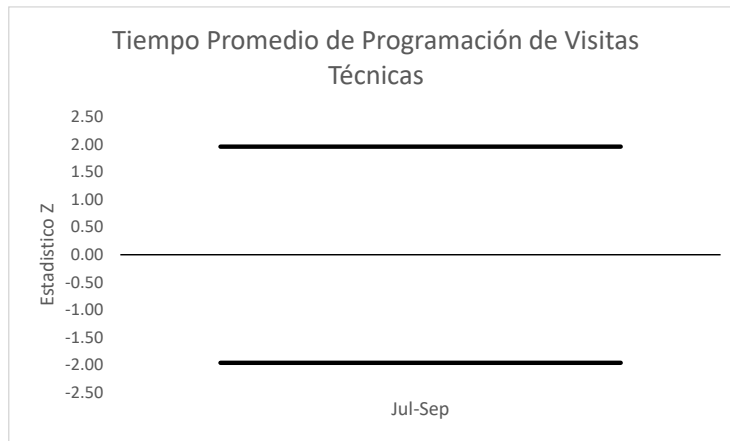 Tiempo Promedio de Programación de Visitas
Técnicas
2.50
2.00
1.50
1.00
0.50
0.00
-0.50
-1.00
-1.50
-2.00
-2.50
Estadistico Z
Jul-Sep